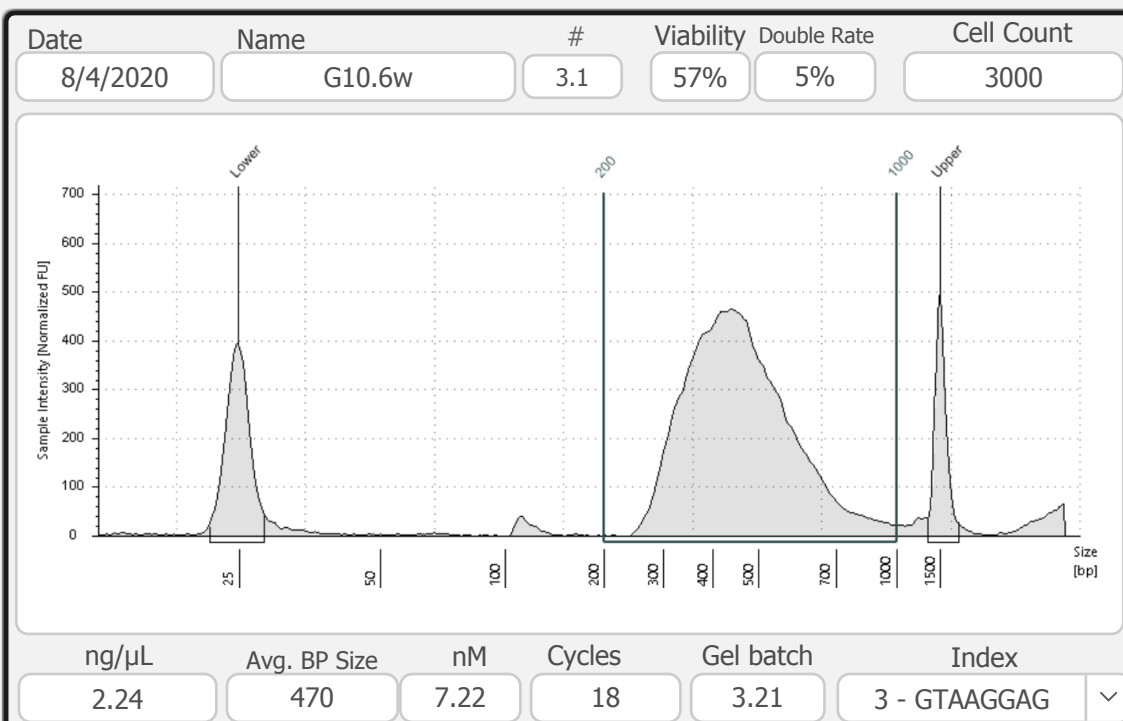 Date Name # Viability Double Rate Cell Count
8/4/2020 G10.6w 3.1 57% 5% 3000
Lower 200 1000 Upper
Sample Intensity [Normalized FU]
700
600
500
400
300
200
100
0
25 50 100 200 300 400 500 700 1000 1500
Size
[bp]
ng/µL Avg. BP Size nM Cycles Gel batch Index
2.24 470 7.22 18 3.21 3 - GTAAGGAG